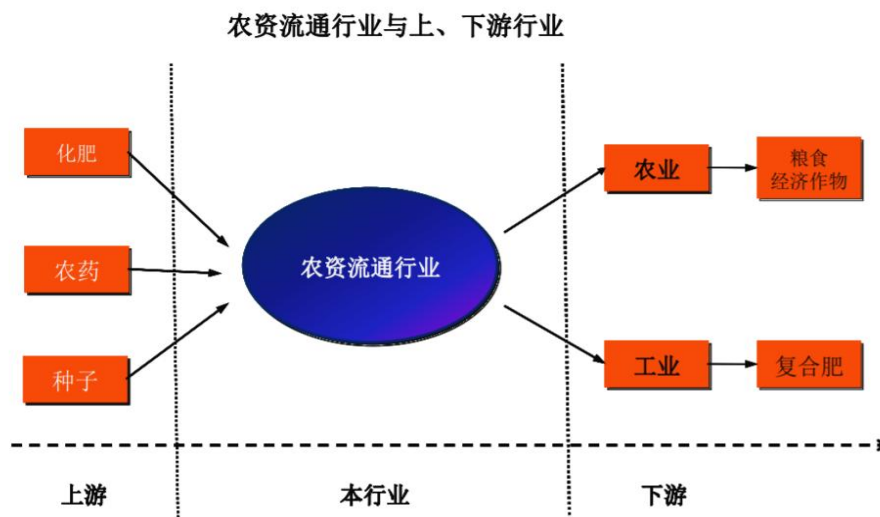 农资流通行业与上、下游行业
化肥
农药
种子
农资流通行业
农业
粮食
经济作物
工业
复合肥
上游
本行业
下游